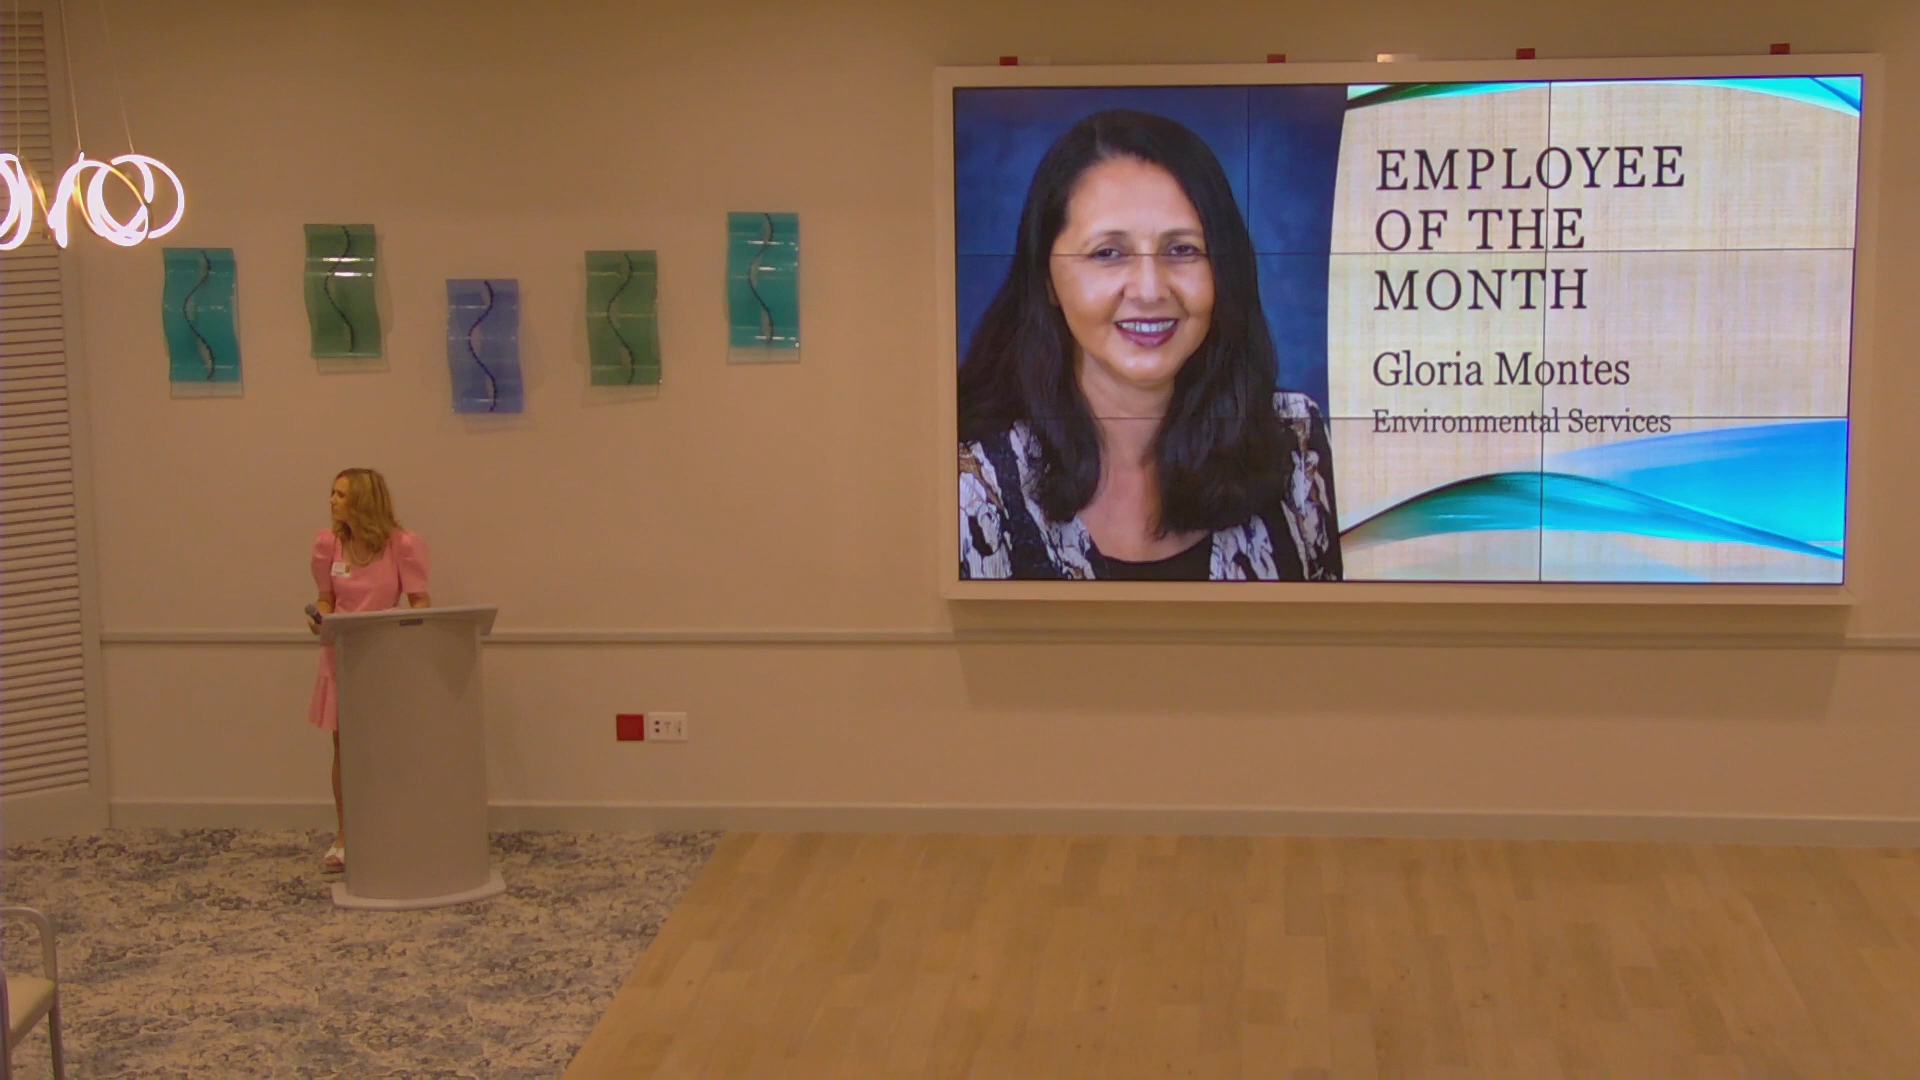 EMPLOYEE
OF THE
MONTH
Gloria Montes
Environmental Services